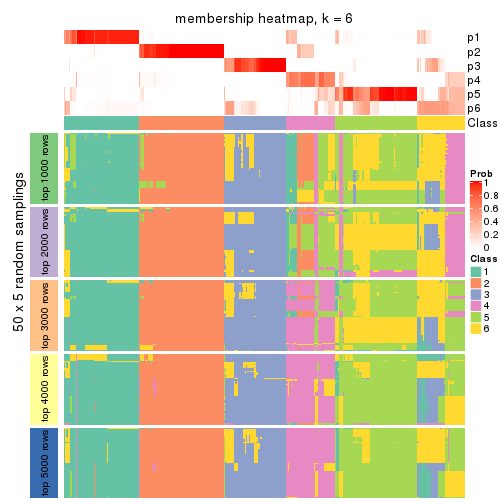 membership heatmap, k = 6
p1
p2
p3
p4
p5
p6
Class
50 x 5 random samplings
top 1000 rows
top 2000 rows
top 3000 rows
top 4000 rows
top 5000 rows
Prob
1
0.8
0.6
0.4
0.2
0
Class
1
2
3
4
5
6